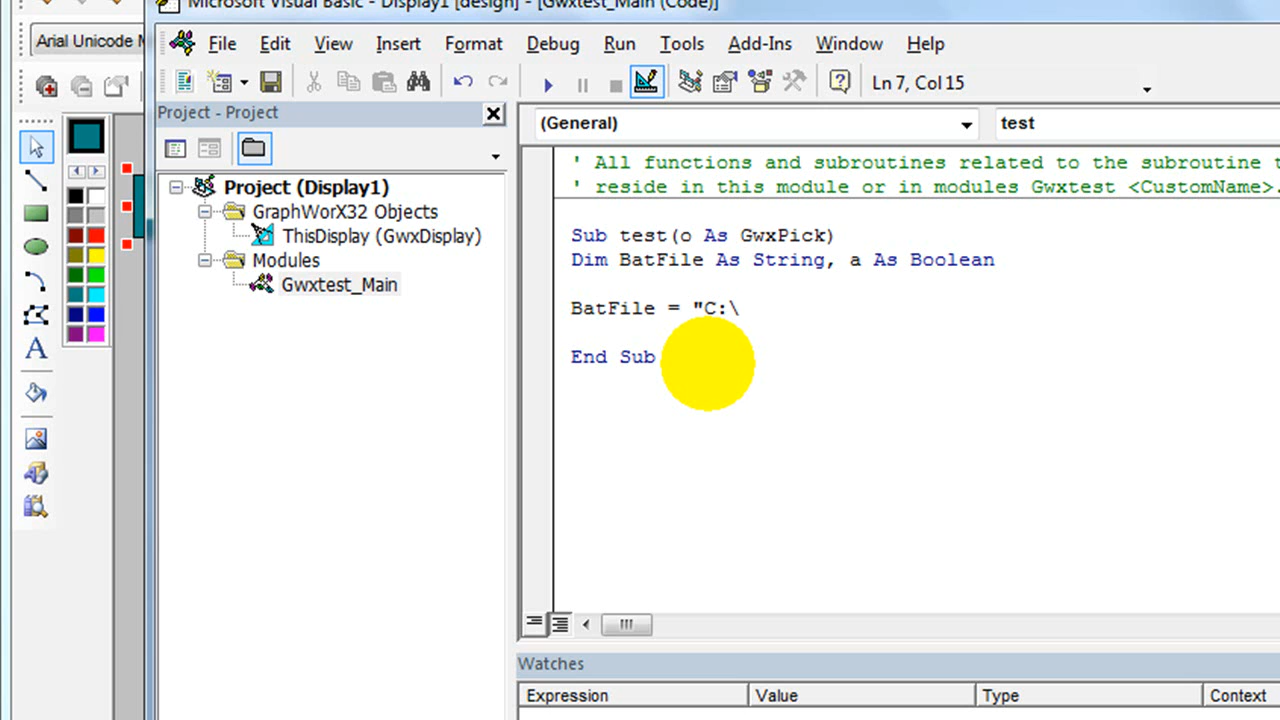 Microsoft Visual Basic - Display1 [design] - [Gwxtest_Main (Code)]
Arial Unicode M
File Edit View Insert Format Debug Run Tools Add-Ins Window Help
Ln 7, Col 15
Project - Project
(General)
test
' All functions and subroutines related to the subroutine t
' reside in this module or in modules Gwxtest <CustomName>.
Project (Display1)
GraphWorX32 Objects
ThisDisplay (GwxDisplay)
Modules
Gwxtest_Main
Sub test(o As GwxPick)
Dim BatFile As String, a As Boolean
BatFile = "C:\
End Sub
A
Watches
Expression Value Type Context